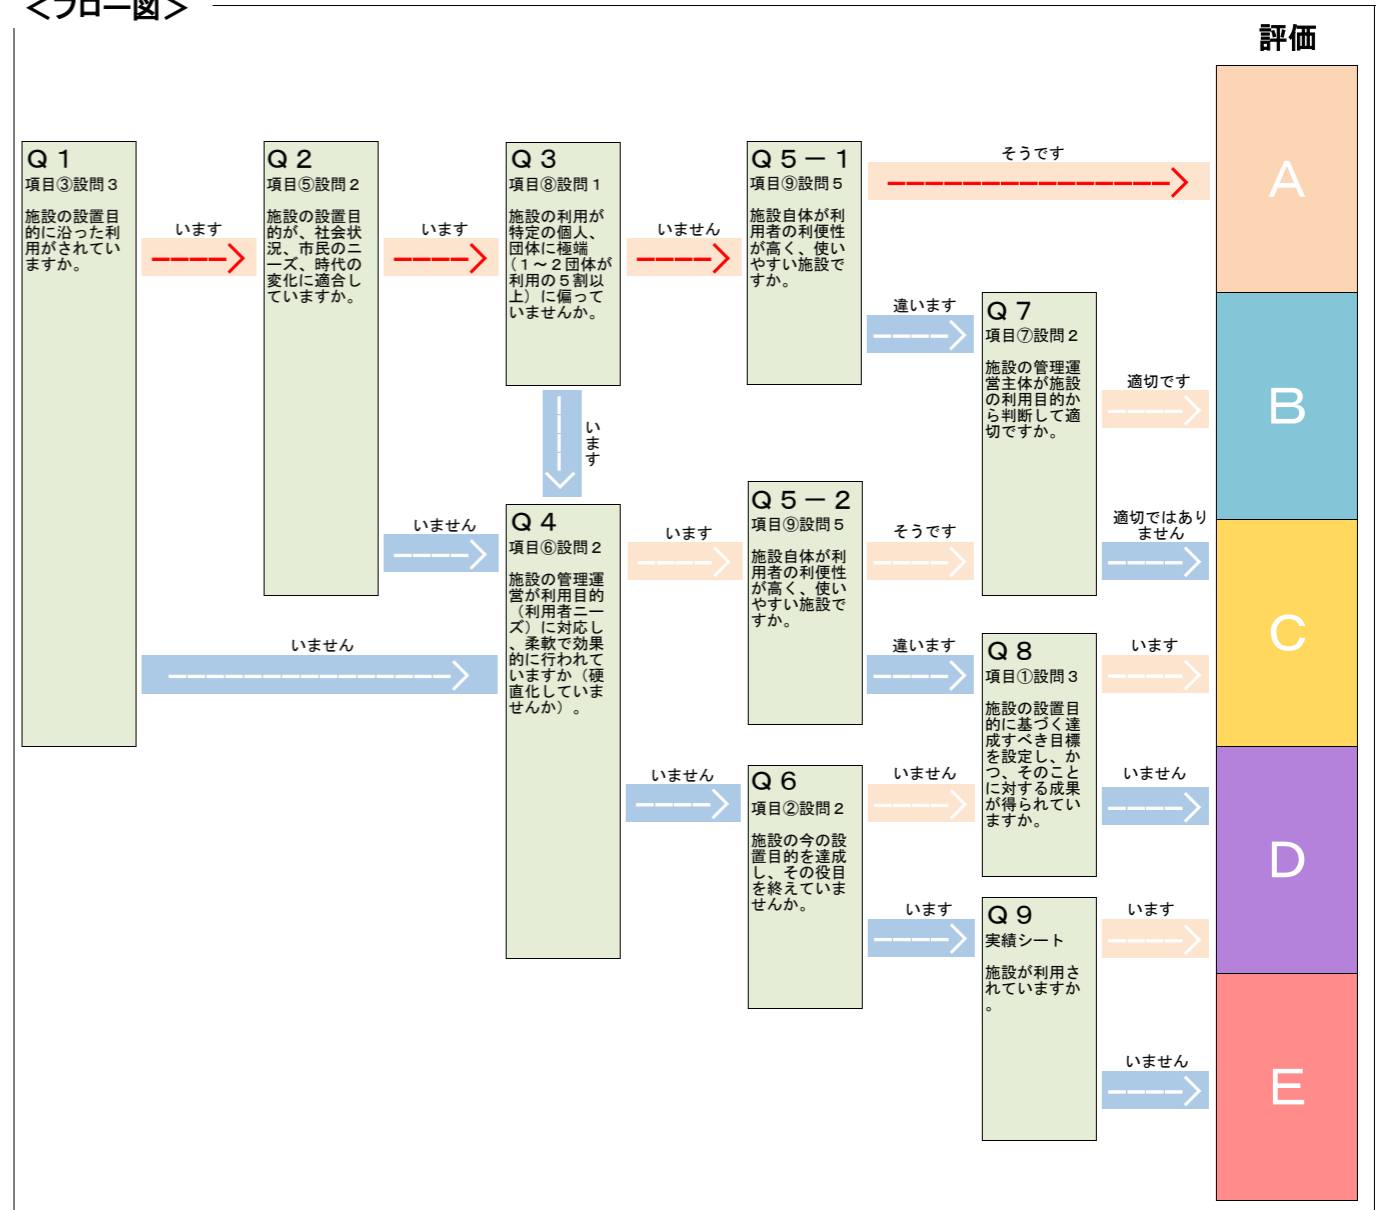 ＜フロー図＞
評価
Ｑ１
項目③設問３
施設の設置目
的に沿った利
用がされてい
ますか。
います
Ｑ２
項目⑤設問２
施設の設置目
的が、社会状
況、市民のニ
ーズ、時代の
変化に適合し
ていますか。
います
Ｑ３
項目⑧設問１
施設の利用が
特定の個人、
団体に極端
（１～２団体が
利用の５割以
上）に偏って
いませんか。
いません
Ｑ５－１
項目⑨設問５
施設自体が利
用者の利便性
が高く、使い
やすい施設で
すか。
そうです
A
違います
Ｑ７
項目⑦設問２
施設の管理運
営主体が施設
の利用目的か
ら判断して適
切ですか。
適切です
B
います
いません
Ｑ４
項目⑥設問２
施設の管理運
営が利用目的
（利用者ニー
ズ）に対応し
、柔軟で効果
的に行われて
いますか（硬
直化していま
せんか）。
います
Ｑ５－２
項目⑨設問５
施設自体が利
用者の利便性
が高く、使い
やすい施設で
すか。
そうです
適切ではあり
ません
C
いません
違います
Ｑ８
項目①設問３
施設の設置目
的に基づく達
成すべき目標
を設定し、か
つ、そのこと
に対する成果
が得られてい
ますか。
います
いません
Ｑ６
項目②設問２
施設の今の設
置目的を達成
し、その役目
を終えていま
せんか。
いません
いません
D
います
Ｑ９
実績シート
施設が利用さ
れていますか
。
います
いません
E